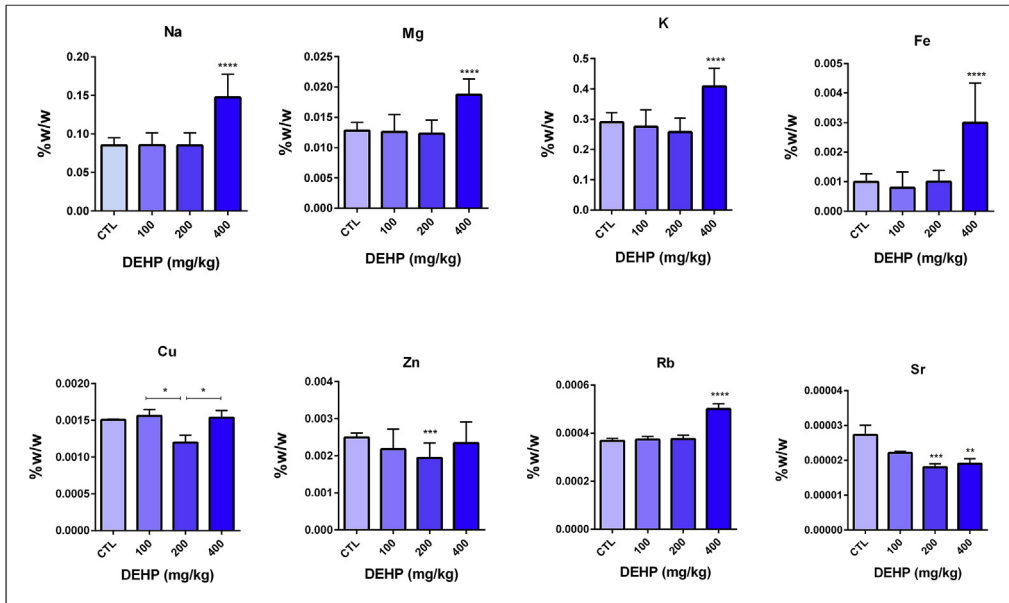 Na
****
0.20
0.15
0.10
0.05
0.00
%w/w
CTL
100
200
400
DEHP (mg/kg)
Mg
****
0.025
0.020
0.015
0.010
0.005
0.000
%w/w
CTL
100
200
400
DEHP (mg/kg)
K
****
0.5
0.4
0.3
0.2
0.1
0.0
%w/w
CTL
100
200
400
DEHP (mg/kg)
Fe
****
0.005
0.004
0.003
0.002
0.001
0.000
%w/w
CTL
100
200
400
DEHP (mg/kg)
Cu
* *
0.0020
0.0015
0.0010
0.0005
0.0000
%w/w
CTL
100
200
400
DEHP (mg/kg)
Zn
***
0.004
0.003
0.002
0.001
0.000
%w/w
CTL
100
200
400
DEHP (mg/kg)
Rb
****
0.0006
0.0004
0.0002
0.0000
%w/w
CTL
100
200
400
DEHP (mg/kg)
Sr
*** **
0.00004
0.00003
0.00002
0.00001
0.00000
%w/w
CTL
100
200
400
DEHP (mg/kg)